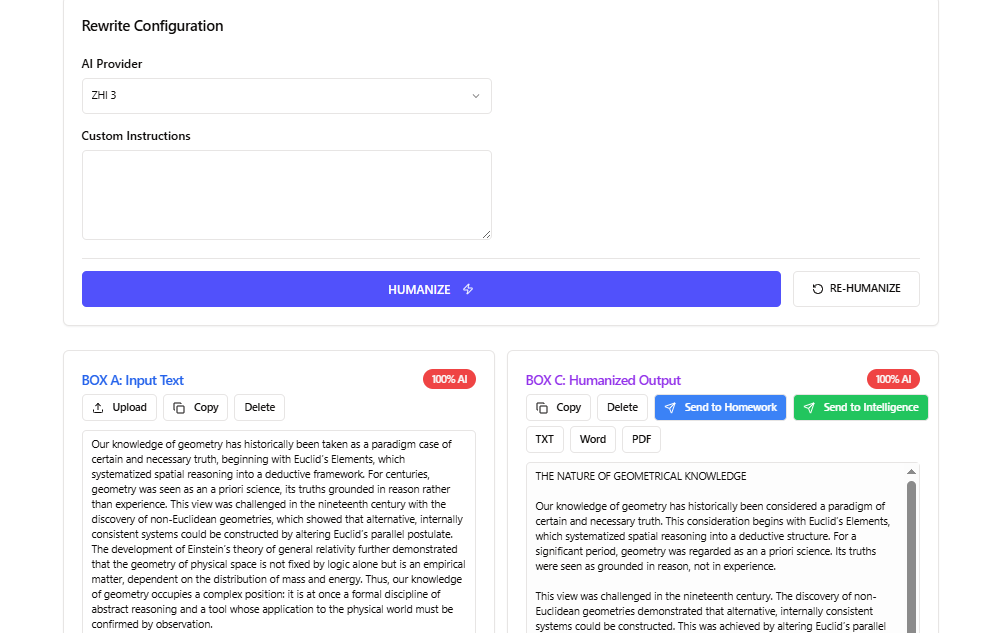 Rewrite Configuration
AI Provider
ZHI 3
Custom Instructions
HUMANIZE
RE-HUMANIZE
BOX A: Input Text
100% AI
Upload
Copy
Delete
Our knowledge of geometry has historically been taken as a paradigm case of
certain and necessary truth, beginning with Euclid's Elements, which
systematized spatial reasoning into a deductive framework. For centuries,
geometry was seen as an a priori science, its truths grounded in reason rather
than experience. This view was challenged in the nineteenth century with the
discovery of non-Euclidean geometries, which showed that alternative, internally
consistent systems could be constructed by altering Euclid's parallel postulate.
The development of Einstein's theory of general relativity further demonstrated
that the geometry of physical space is not fixed by logic alone but is an empirical
matter, dependent on the distribution of mass and energy. Thus, our knowledge
of geometry occupies a complex position: it is at once a formal discipline of
abstract reasoning and a tool whose application to the physical world must be
confirmed by observation.
BOX C: Humanized Output
100% AI
Copy
Delete
Send to Homework
Send to Intelligence
TXT
Word
PDF
THE NATURE OF GEOMETRICAL KNOWLEDGE
Our knowledge of geometry has historically been considered a paradigm of
certain and necessary truth. This consideration begins with Euclid's Elements,
which systematized spatial reasoning into a deductive structure. For a
significant period, geometry was regarded as an a priori science. Its truths
were seen as grounded in reason, not in experience.
This view was challenged in the nineteenth century. The discovery of non-
Euclidean geometries demonstrated that alternative, internally consistent
systems could be constructed. This was achieved by altering Euclid's parallel